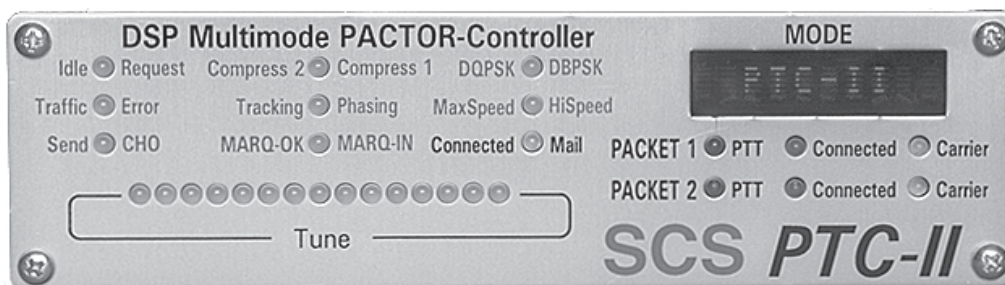 DSP Multimode PACTOR-Controller
MODE
Idle Request Compress 2 Compress 1 DQPSK DBPSK
PTC-II
Traffic Error Tracking Phasing MaxSpeed HiSpeed
Send CHO MARQ-OK MARQ-IN Connected Mail
PACKET 1 PTT Connected Carrier
PACKET 2 PTT Connected Carrier
Tune
SCS PTC-II